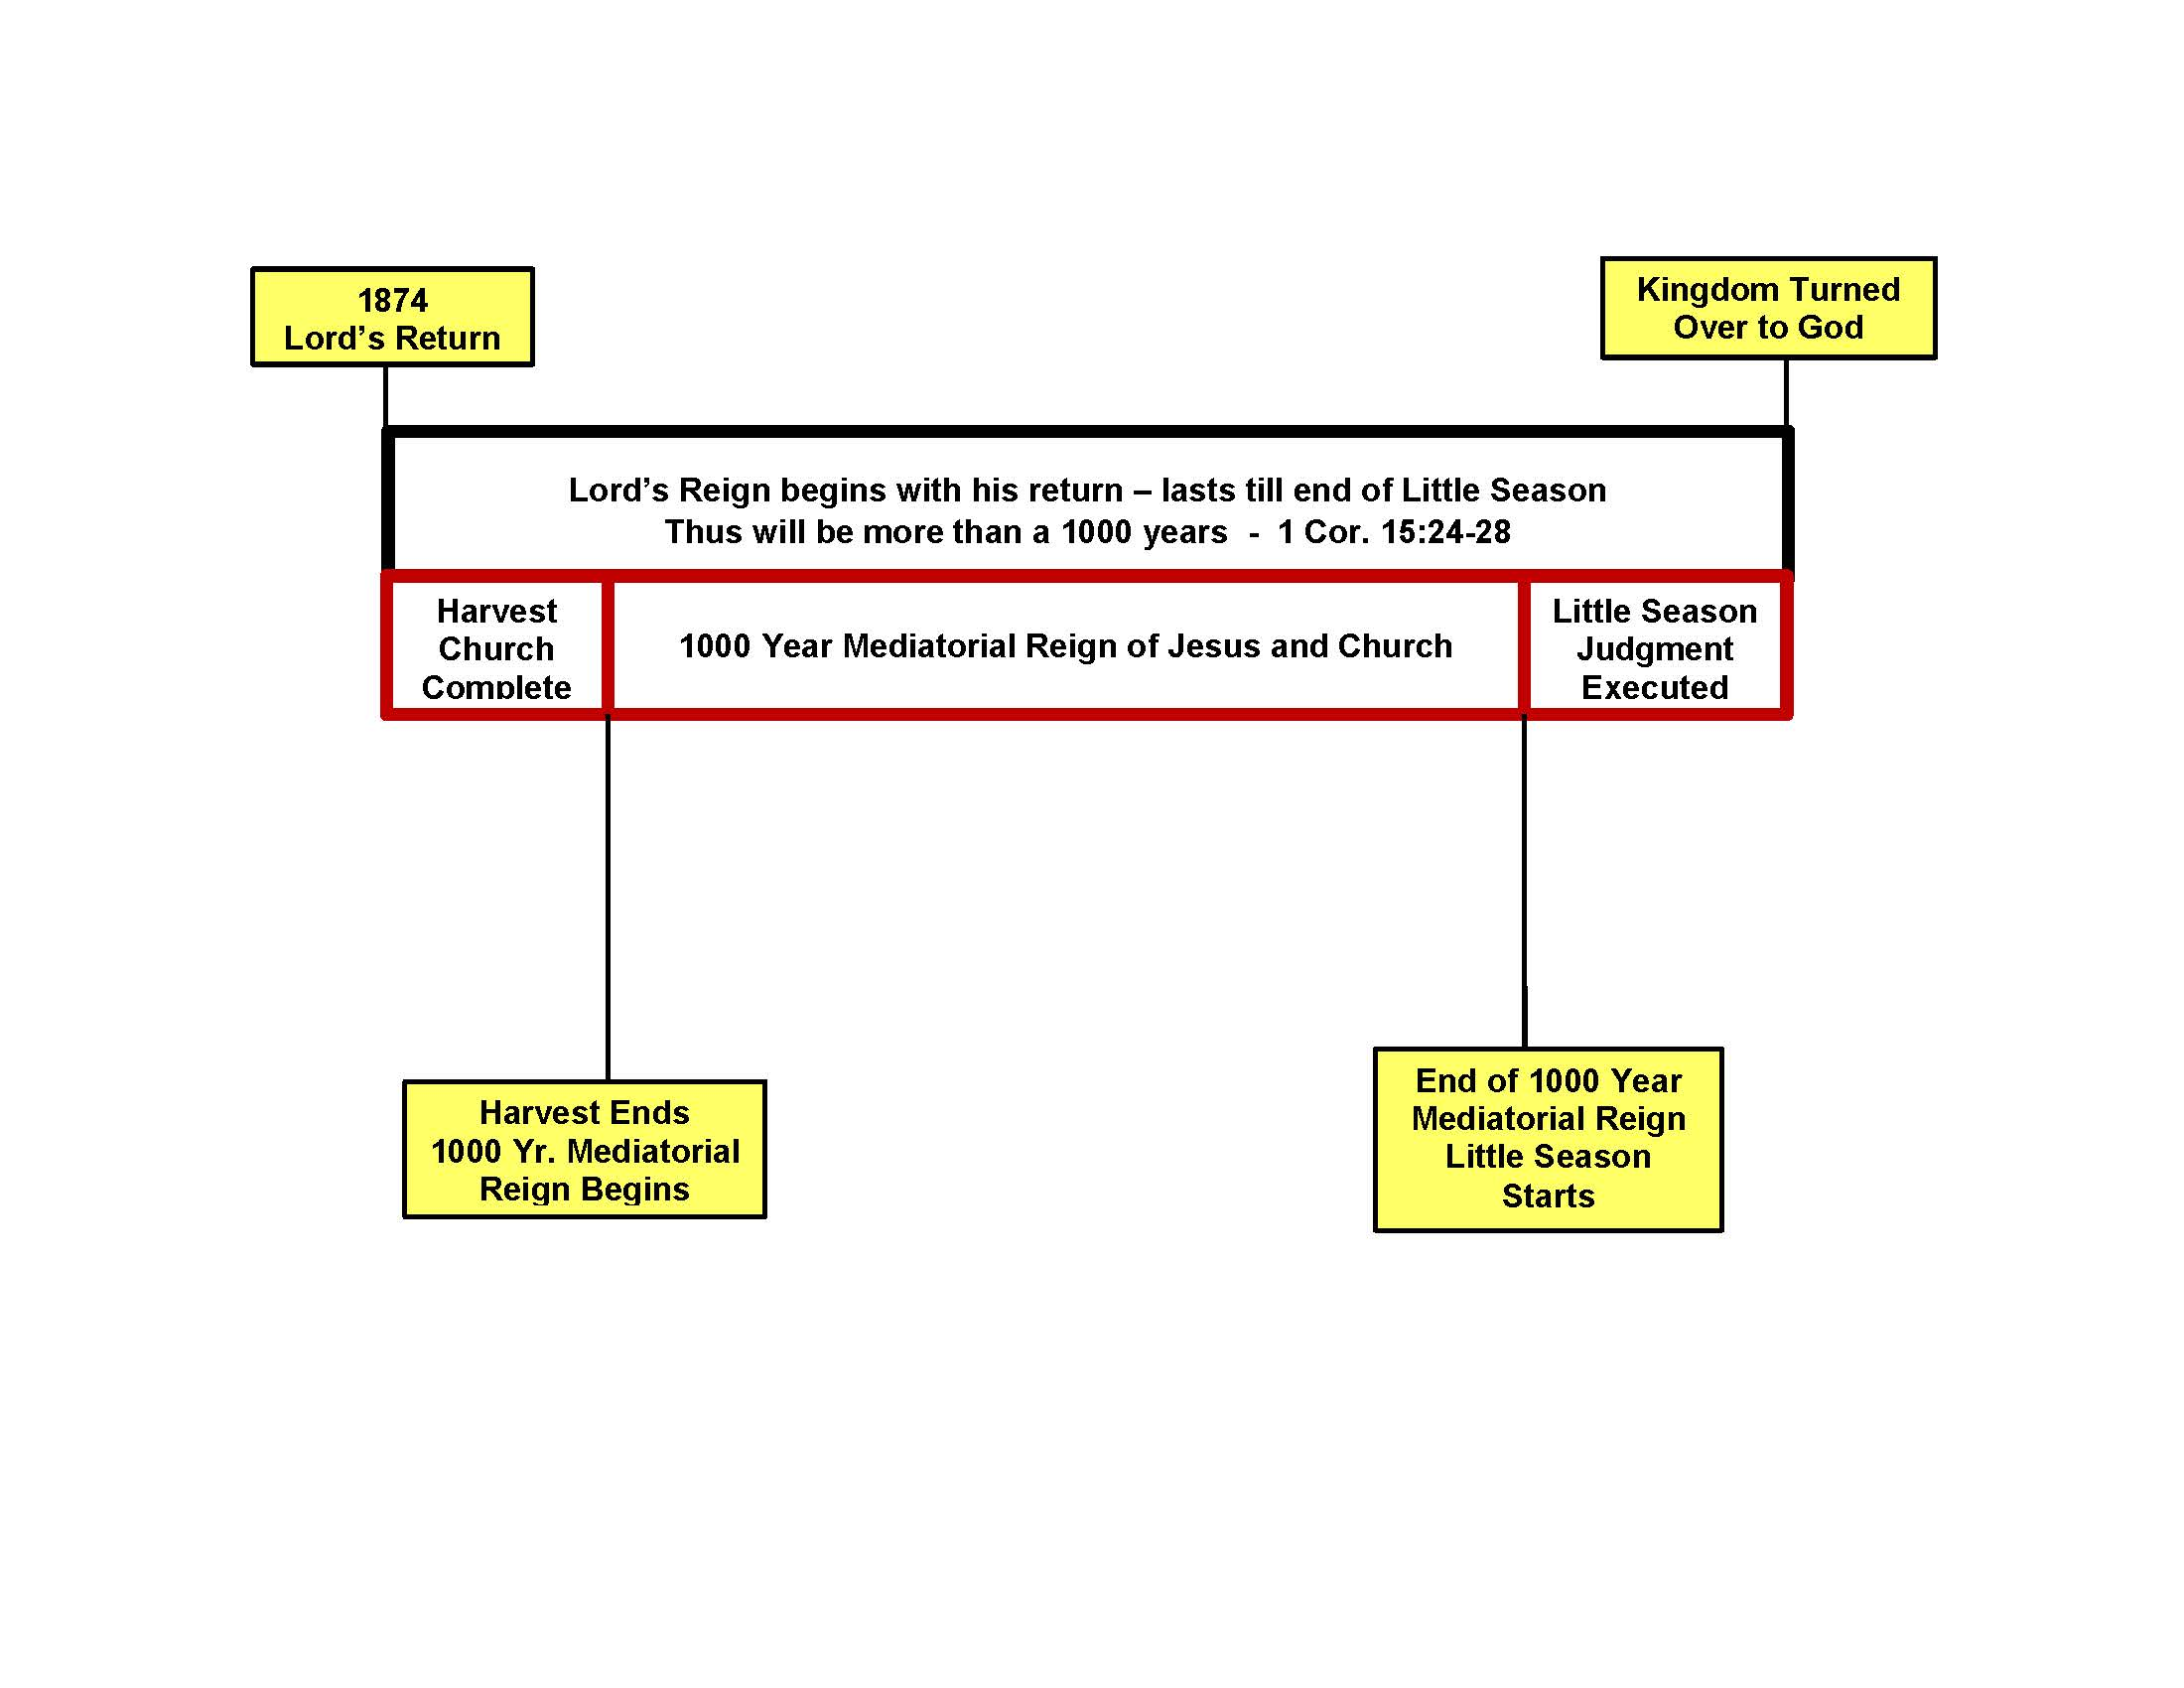 1874
Lord’s Return
Kingdom Turned
Over to God
Lord’s Reign begins with his return – lasts till end of Little Season
Thus will be more than a 1000 years  -  1 Cor. 15:24-28
Harvest
Church
Complete
1000 Year Mediatorial Reign of Jesus and Church
Little Season
Judgment
Executed
Harvest Ends
1000 Yr. Mediatorial
Reign Begins
End of 1000 Year
Mediatorial Reign
Little Season
Starts